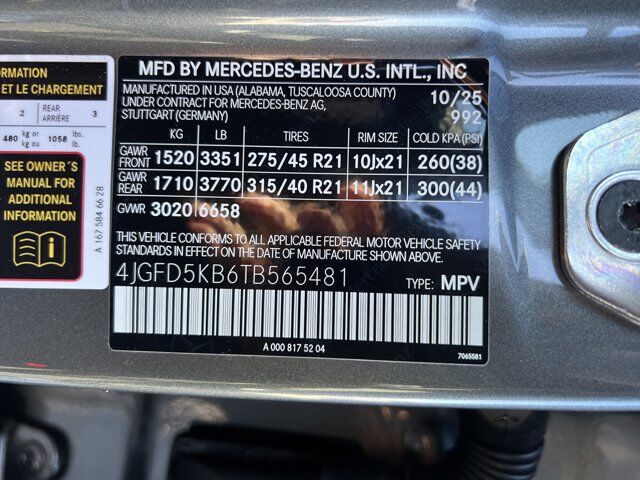 ORMATION
ET LE CHARGEMENT
2 REAR ARRIÈRE 3
480 kg or kg ou 1058 lbs. lb.
SEE OWNER´S
MANUAL FOR
ADDITIONAL
INFORMATION
A 167 584 66 28
MFD BY MERCEDES-BENZ U.S. INTL., INC
MANUFACTURED IN USA (ALABAMA, TUSCALOOSA COUNTY) 10/25
UNDER CONTRACT FOR MERCEDES-BENZ AG,
STUTTGART (GERMANY) 992
KG LB TIRES RIM SIZE COLD KPA (PSI)
GAWR FRONT 1520 3351 275/45 R21 10Jx21 260(38)
GAWR REAR 1710 3770 315/40 R21 11Jx21 300(44)
GVWR 3020 6658
THIS VEHICLE CONFORMS TO ALL APPLICABLE FEDERAL MOTOR VEHICLE SAFETY
STANDARDS IN EFFECT ON THE DATE OF MANUFACTURE SHOWN ABOVE.
4JGFD5KB6TB565481 TYPE: MPV
A 000 817 52 04
7065581